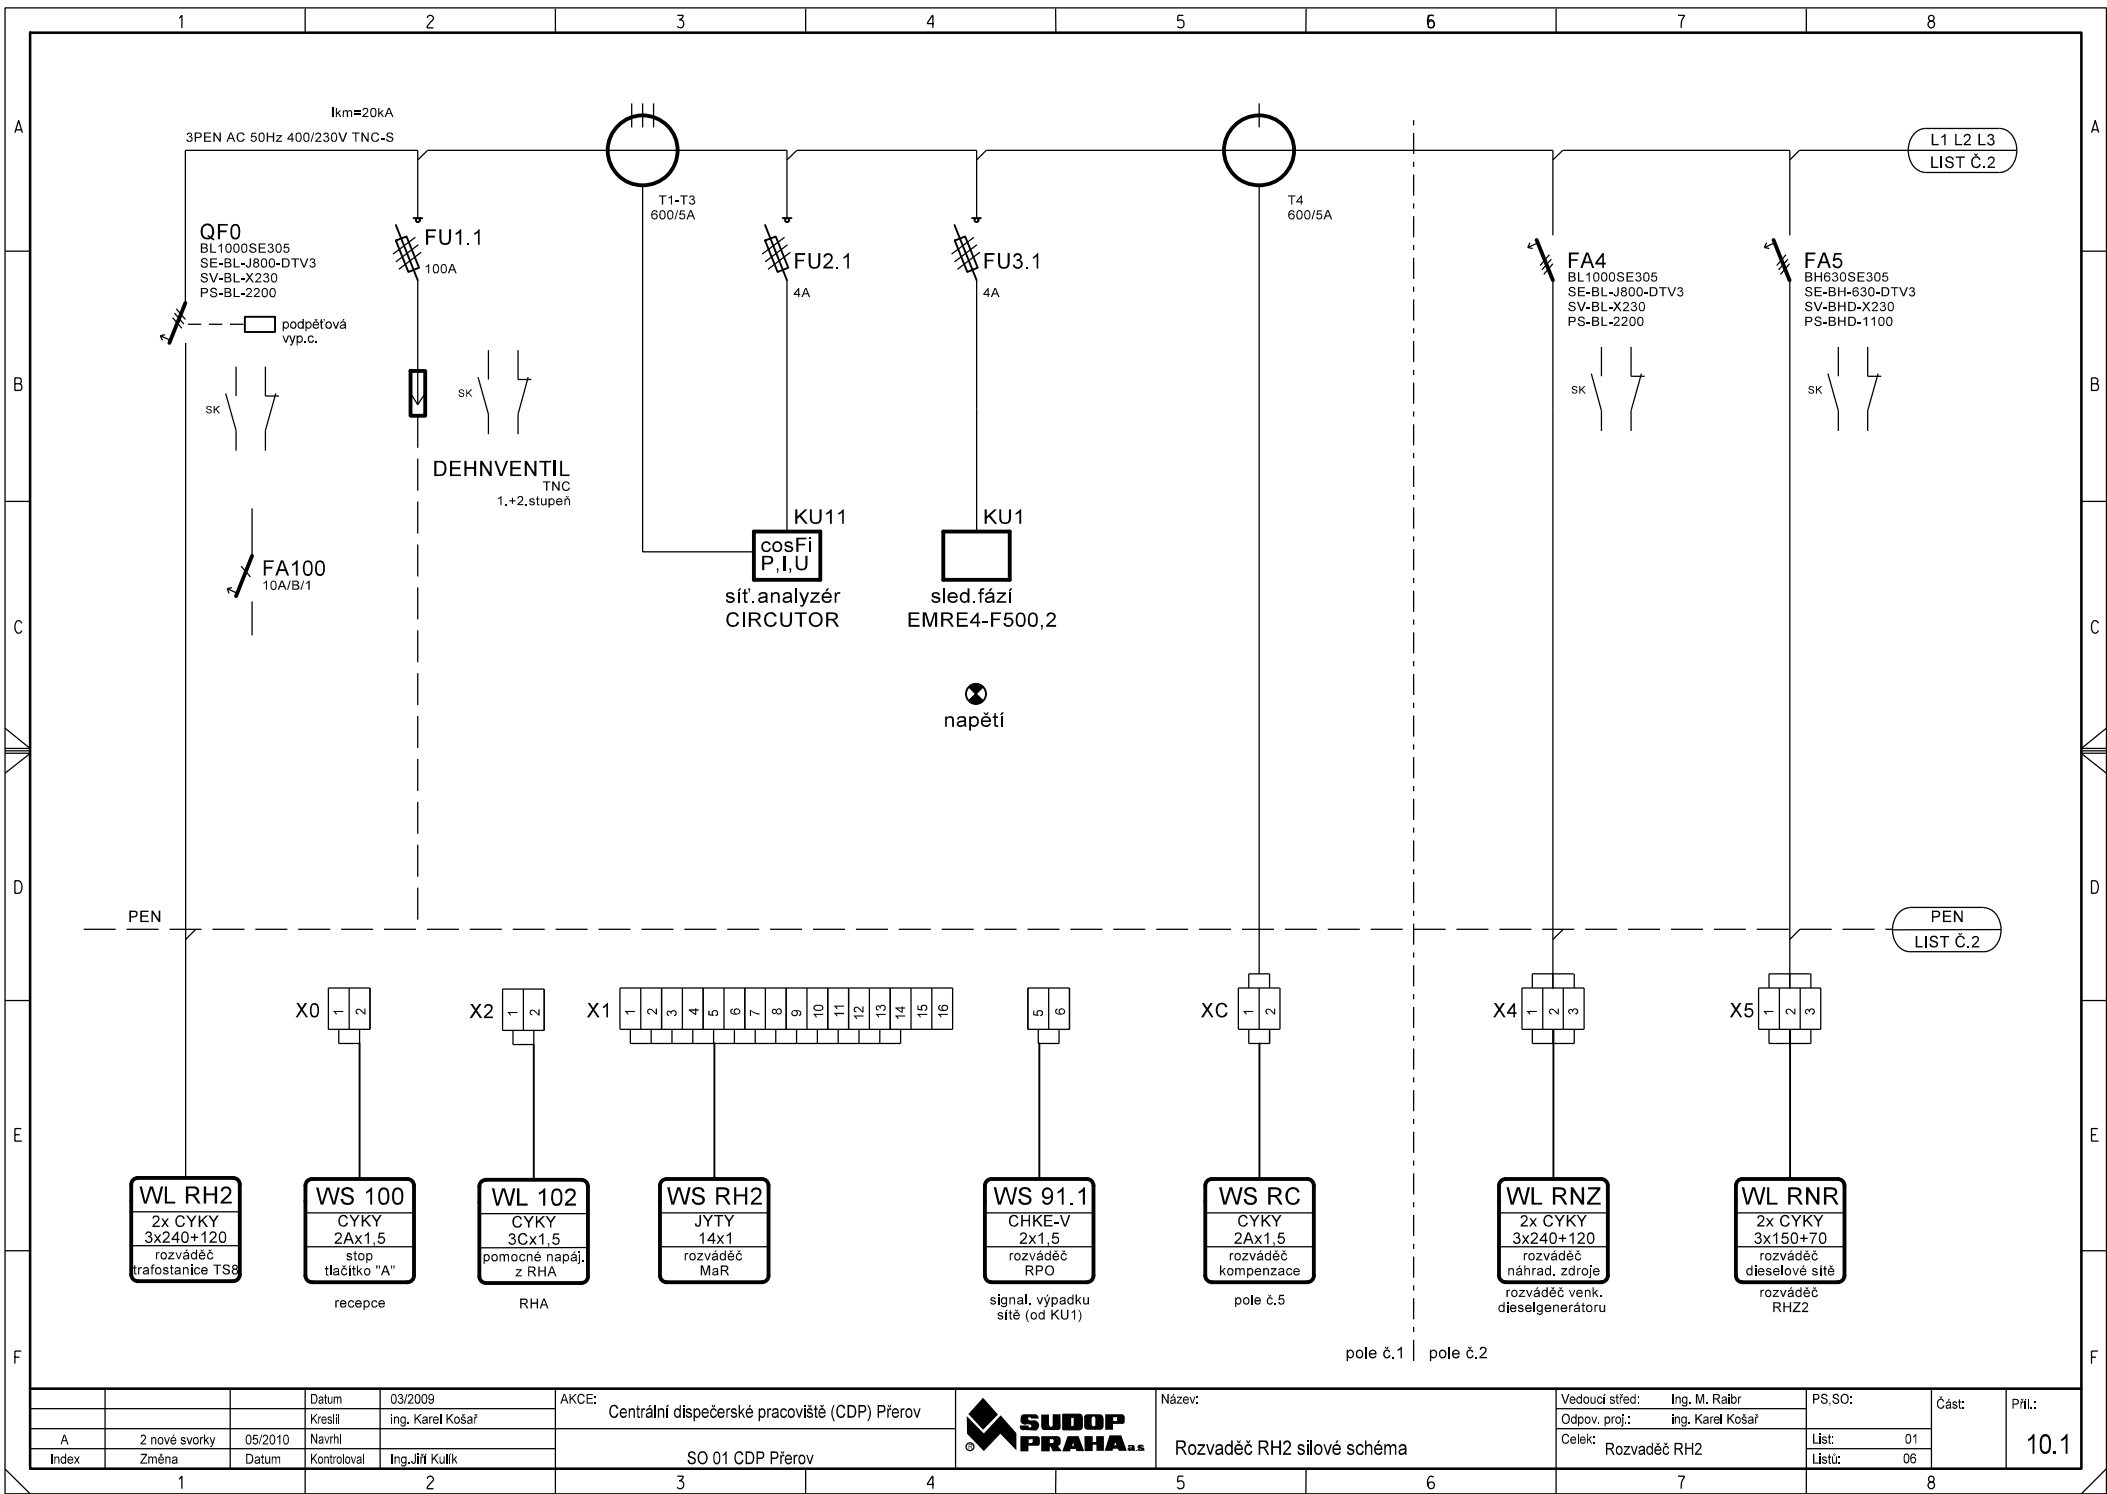 1 2 3 4 5 6 7 8
A
A
B
B
C
C
D
D
E
E
F
F
Ikm=20kA
3PEN AC 50Hz 400/230V TNC-S
L1 L2 L3
LIST Č.2
QF0
BL1000SE305
SE-BL-J800-DTV3
SV-BL-X230
PS-BL-2200
podpěťová
vyp.c.
SK
FA100
10A/B/1
FU1.1
100A
SK
DEHNVENTIL
TNC
1.+2.stupeň
T1-T3
600/5A
FU2.1
4A
KU11
cosFi
P,I,U
síť.analyzér
CIRCUTOR
FU3.1
4A
KU1
sled.fází
EMRE4-F500,2
napětí
T4
600/5A
FA4
BL1000SE305
SE-BL-J800-DTV3
SV-BL-X230
PS-BL-2200
SK
FA5
BH630SE305
SE-BH-630-DTV3
SV-BHD-X230
PS-BHD-1100
SK
PEN
PEN
LIST Č.2
X0 1 2
X2 1 2
X1 1 2 3 4 5 6 7 8 9 10 11 12 13 14 15 16
5 6
XC 1 2
X4 1 2 3
X5 1 2 3
WL RH2
2x CYKY
3x240+120
rozváděč
trafostanice TS8
WS 100
CYKY
2Ax1,5
stop
tlačítko "A"
recepce
WL 102
CYKY
3Cx1,5
pomocné napáj.
z RHA
RHA
WS RH2
JYTY
14x1
rozváděč
MaR
WS 91.1
CHKE-V
2x1,5
rozváděč
RPO
signal. výpadku
sítě (od KU1)
WS RC
CYKY
2Ax1,5
rozváděč
kompenzace
pole č.5
WL RNZ
2x CYKY
3x240+120
rozváděč
náhrad. zdroje
rozváděč venk.
dieselgenerátoru
WL RNR
2x CYKY
3x150+70
rozváděč
dieselové sítě
rozváděč
RHZ2
pole č.1 pole č.2
Datum 03/2009
Kreslil ing. Karel Košař
A 2 nové svorky 05/2010 Navrhl
Index Změna Datum Kontroloval Ing.Jiří Kulík
AKCE: Centrální dispečerské pracoviště (CDP) Přerov
SO 01 CDP Přerov
SUDOP
PRAHA a.s.
®
Název:
Rozvaděč RH2 silové schéma
Vedoucí střed: Ing. M. Raibr
Odpov. proj.: ing. Karel Košař
Celek: Rozvaděč RH2
PS,SO:
List: 01
Listů: 06
Část:
Příl.:
10.1
1 2 3 4 5 6 7 8